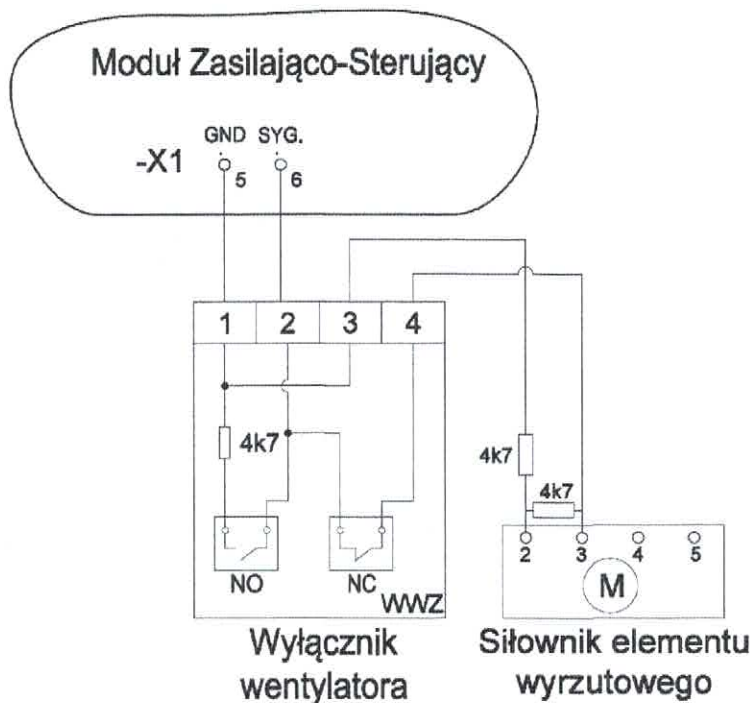 Moduł Zasilająco-Sterujący
GND SYG.
-X1
5 6
1 2 3 4
4k7
4k7
4k7
NO
NC
WWZ
2 3 4 5
M
Wyłącznik
wentylatora
Siłownik elementu
wyrzutowego